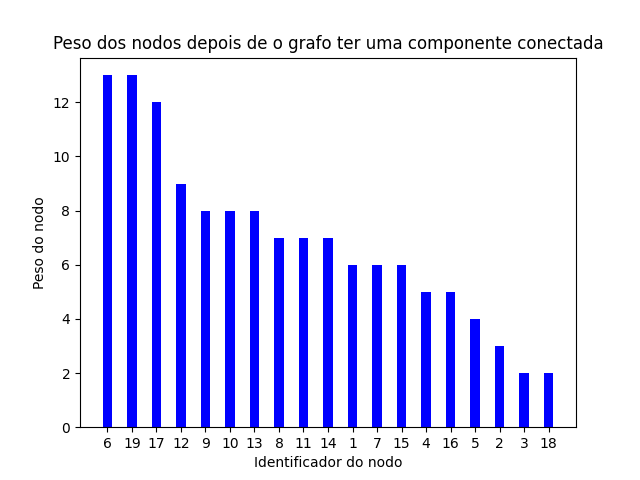 Peso dos nodos depois de o grafo ter uma componente conectada
Peso do nodo
12
10
8
6
4
2
0
6 19 17 12 9 10 13 8 11 14 1 7 15 4 16 5 2 3 18
Identificador do nodo